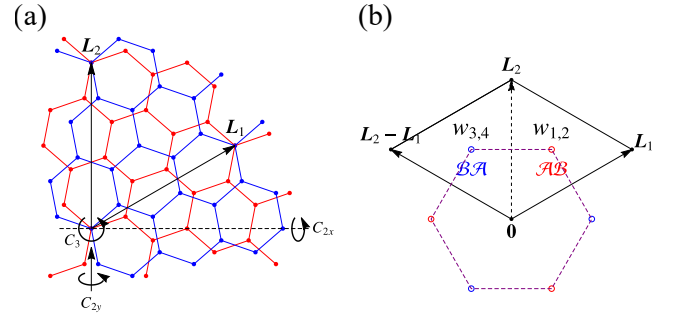 (a)
L₂
L₁
C₃
C₂ₓ
C₂y
(b)
L₂
w₃,₄
w₁,₂
L₂ − L₁
L₁
ℬ𝒜
𝒜ℬ
0